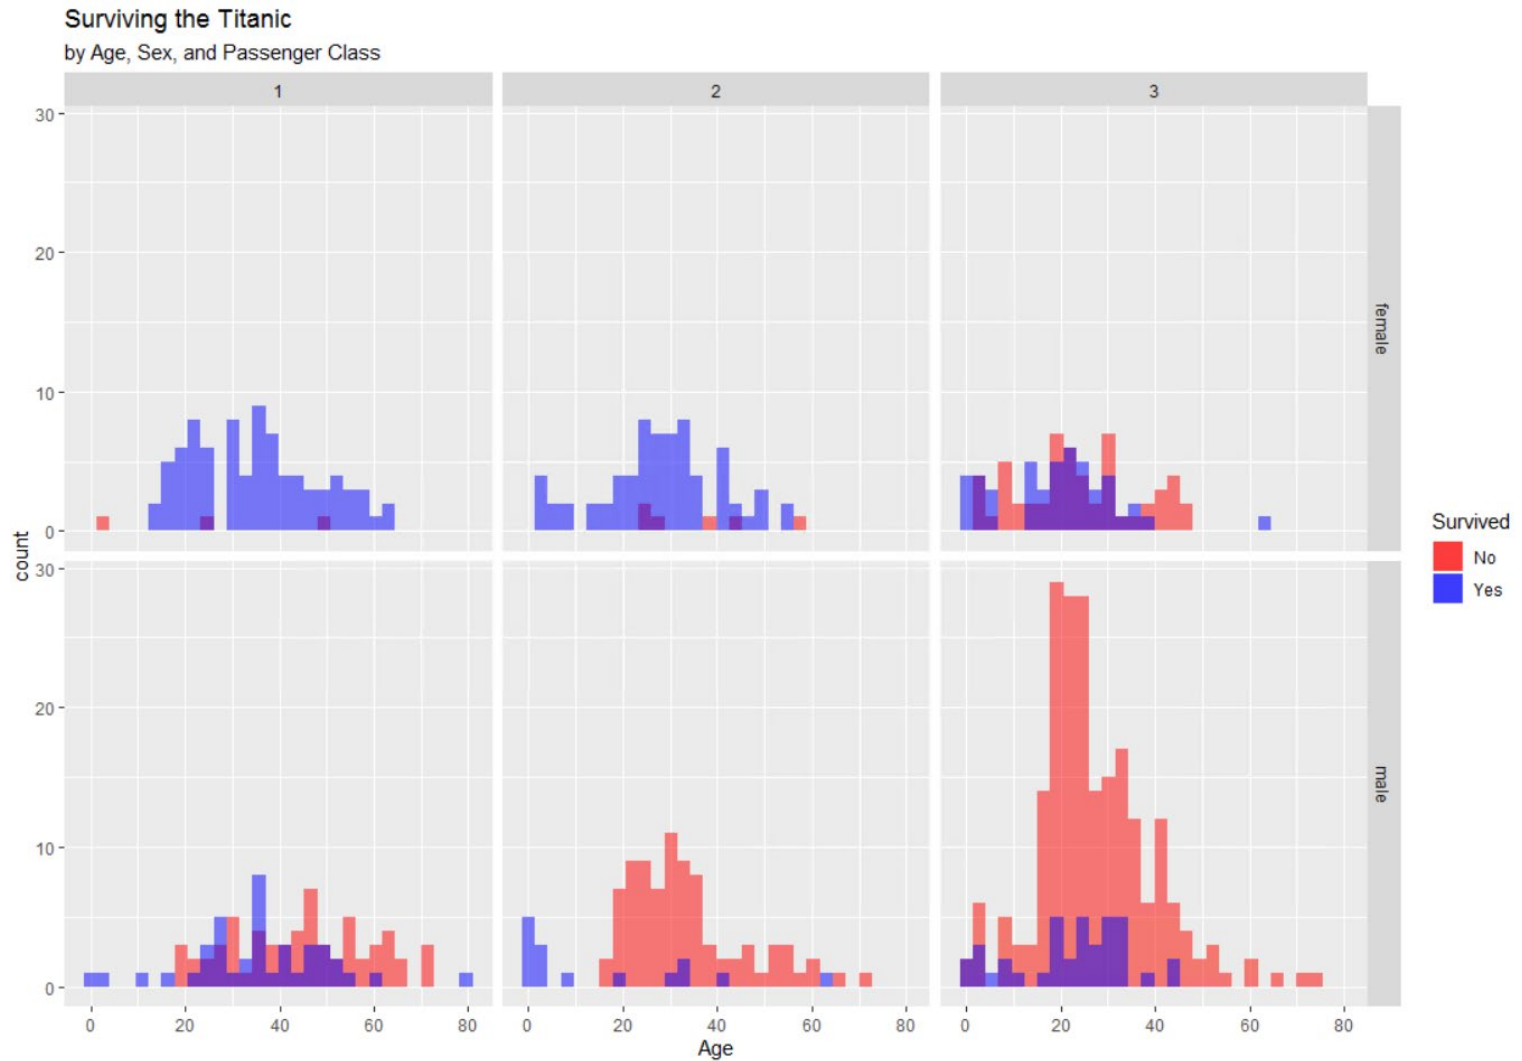 Surviving the Titanic
by Age, Sex, and Passenger Class
1 2 3
30
20
10
0
female
count
30
20
10
0
male
0 20 40 60 80 0 20 40 60 80 0 20 40 60 80
Age
Survived
No
Yes